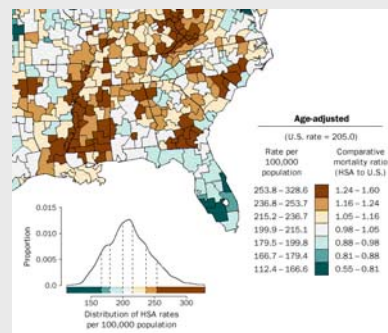 Age-adjusted
(U.S. rate = 205.0)
Rate per
100,000
population
Comparative
mortality ratio
(HSA to U.S.)
253.8 – 328.6 1.24 – 1.60
236.8 – 253.7 1.16 – 1.24
215.2 – 236.7 1.05 – 1.16
199.9 – 215.1 0.98 – 1.05
179.5 – 199.8 0.88 – 0.98
166.7 – 179.4 0.81 – 0.88
112.4 – 166.6 0.55 – 0.81
Proportion
0.015
0.010
0.005
0.0
150 200 250 300
Distribution of HSA rates
per 100,000 population